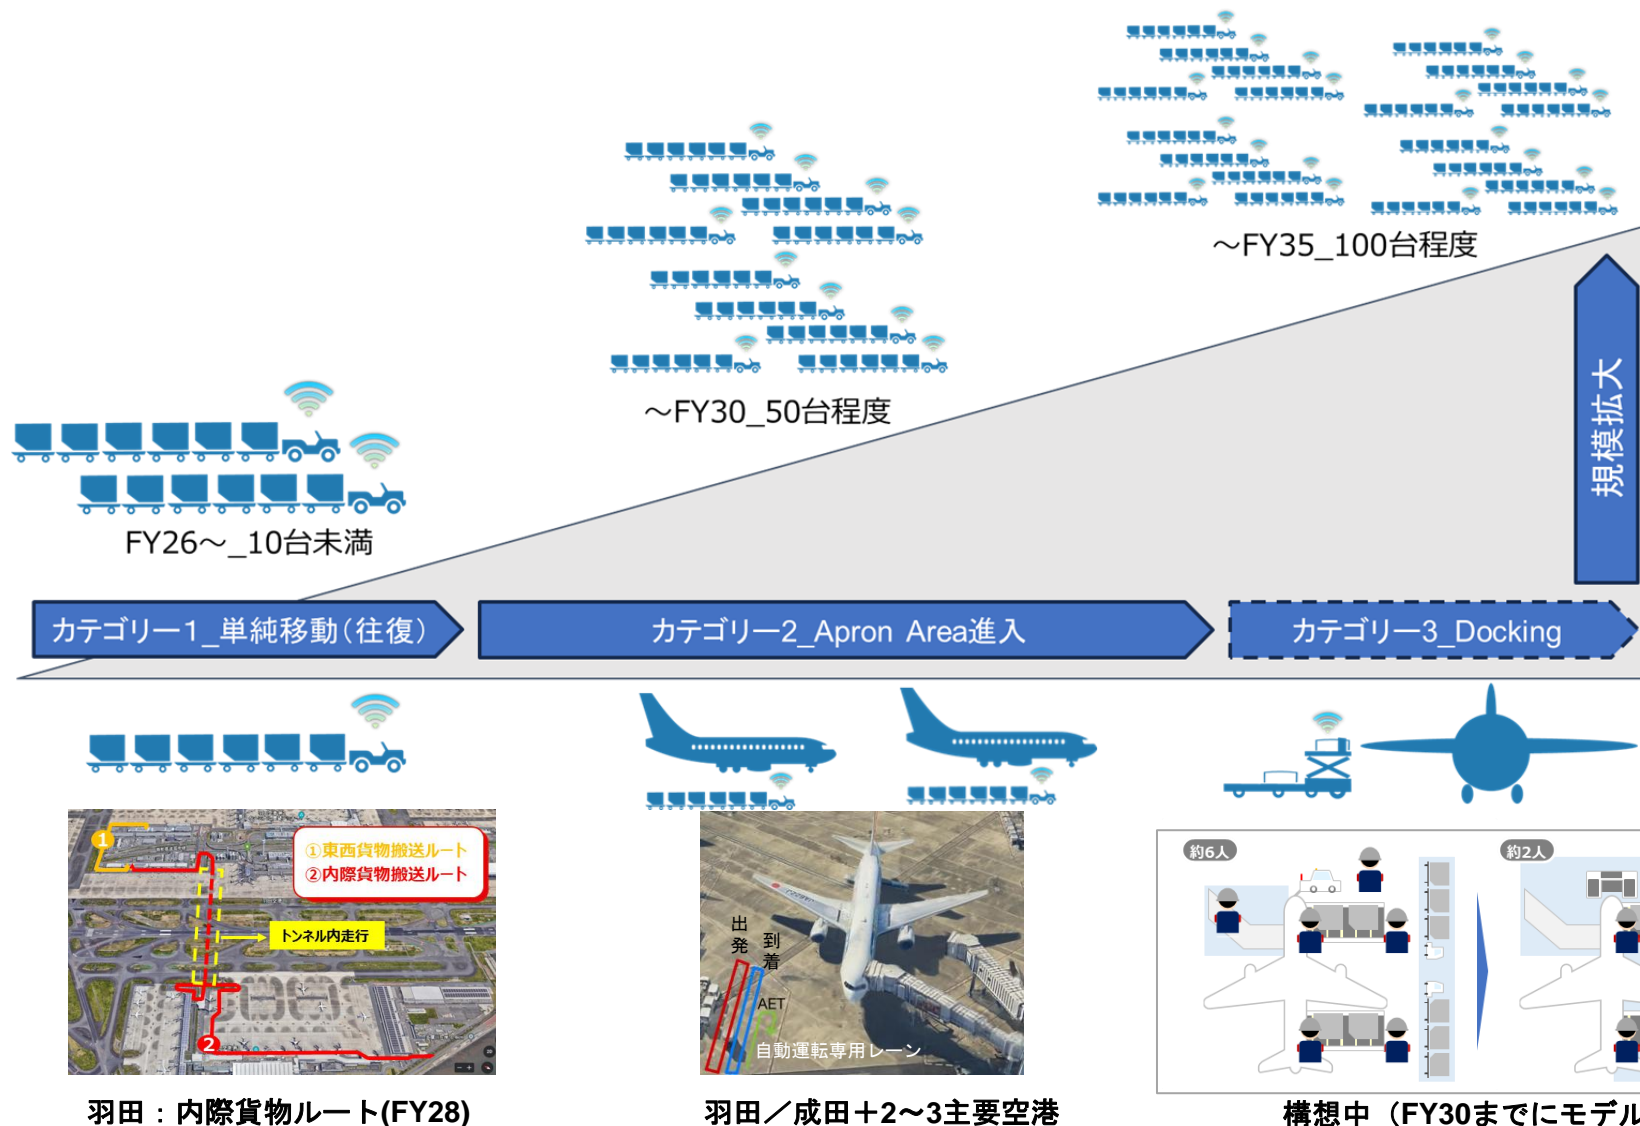 ～FY35_100台程度
～FY30_50台程度
FY26～_10台未満
規模拡大
カテゴリー1_単純移動（往復）
カテゴリー2_Apron Area進入
カテゴリー3_Docking
1
①東西貨物搬送ルート
②内際貨物搬送ルート
トンネル内走行
2
出発
到着
AET
自動運転専用レーン
約6人
約2人
羽田：内際貨物ルート(FY28)
羽田／成田＋2～3主要空港
構想中（FY30までにモデル